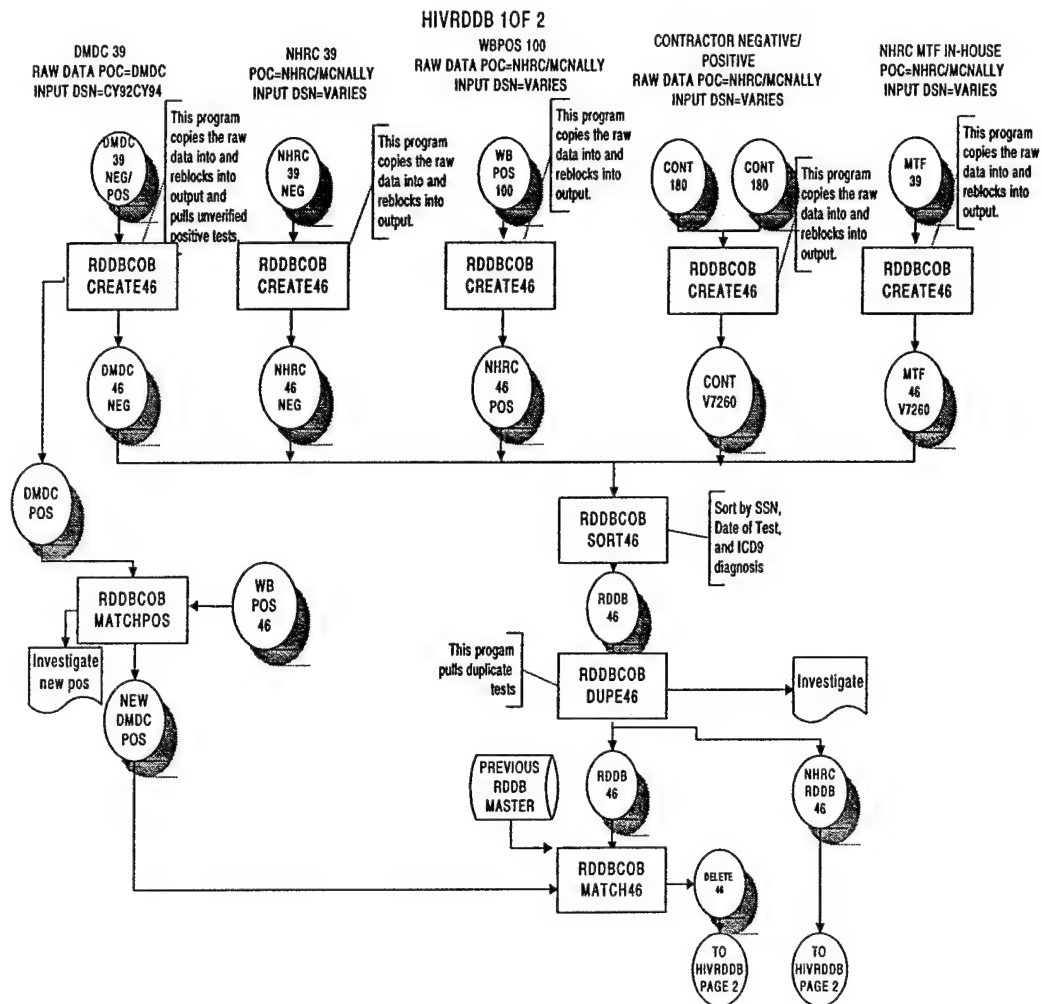 HIVRDDB 1OF 2
DMDC 39
RAW DATA POC=DMDC
INPUT DSN=CY92CY94
NHRC 39
POC=NHRC/MCNALLY
INPUT DSN=VARIES
WBPOS 100
RAW DATA POC=NHRC/MCNALLY
INPUT DSN=VARIES
CONTRACTOR NEGATIVE/
POSITIVE
RAW DATA POC=NHRC/MCNALLY
INPUT DSN=VARIES
NHRC MTF IN-HOUSE
POC=NHRC/MCNALLY
INPUT DSN=VARIES
DMDC
39
NEG/
POS
This program
copies the raw
data into and
reblocks into
output and
pulls unverified
positive tests.
NHRC
39
NEG
This program
copies the raw
data into and
reblocks into
output.
WB
POS
100
This program
copies the raw
data into and
reblocks into
output.
CONT
180
CONT
180
This program
copies the raw
data into and
reblocks into
output.
MTF
39
This program
copies the raw
data into and
reblocks into
output.
RDDBCOB
CREATE46
RDDBCOB
CREATE46
RDDBCOB
CREATE46
RDDBCOB
CREATE46
RDDBCOB
CREATE46
DMDC
46
NEG
NHRC
46
NEG
NHRC
46
POS
CONT
V7260
MTF
46
V7260
DMDC
POS
RDDBCOB
SORT46
Sort by SSN,
Date of Test,
and ICD9
diagnosis
RDDBCOB
MATCHPOS
WB
POS
46
RDDB
46
Investigate
new pos
NEW
DMDC
POS
This progam
pulls duplicate
tests
RDDBCOB
DUPE46
Investigate
PREVIOUS
RDDB
MASTER
RDDB
46
NHRC
RDDB
46
RDDBCOB
MATCH46
DELETE
46
TO
HIVRDDB
PAGE 2
TO
HIVRDDB
PAGE 2